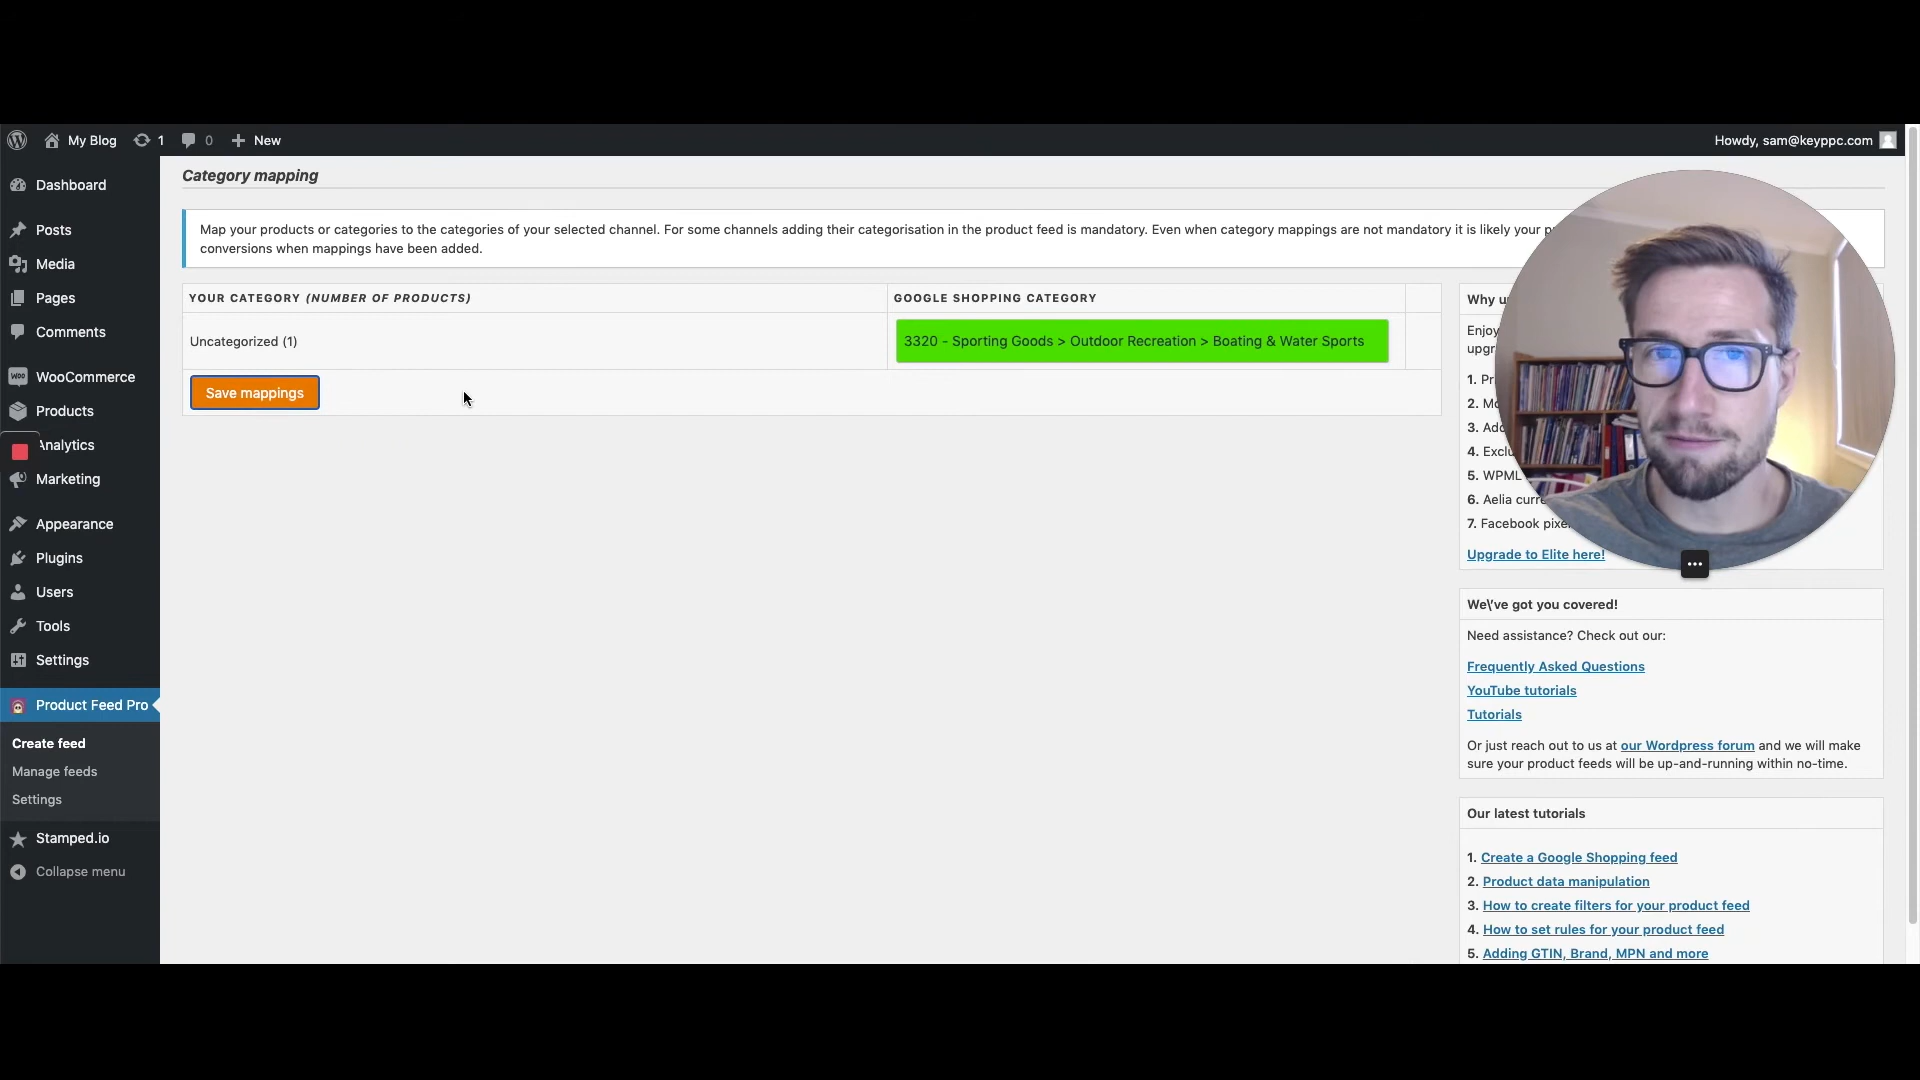 My Blog 1 0 New Howdy, sam@keyppc.com
Dashboard
Posts
Media
Pages
Comments
WooCommerce
Products
Analytics
Marketing
Appearance
Plugins
Users
Tools
Settings
Product Feed Pro
Create feed
Manage feeds
Settings
Stamped.io
Collapse menu
Category mapping
Map your products or categories to the categories of your selected channel. For some channels adding their categorisation in the product feed is mandatory. Even when category mappings are not mandatory it is likely your
conversions when mappings have been added.
YOUR CATEGORY (NUMBER OF PRODUCTS) GOOGLE SHOPPING CATEGORY
Uncategorized (1) 3320 - Sporting Goods > Outdoor Recreation > Boating & Water Sports
Save mappings
Why
Enjoy
1.
2.
3.
4.
5. WPML
6. Aelia
7. Facebook
Upgrade to Elite here!
We\'ve got you covered!
Need assistance? Check out our:
Frequently Asked Questions
YouTube tutorials
Tutorials
Or just reach out to us at our Wordpress forum and we will make
sure your product feeds will be up-and-running within no-time.
Our latest tutorials
1. Create a Google Shopping feed
2. Product data manipulation
3. How to create filters for your product feed
4. How to set rules for your product feed
5. Adding GTIN, Brand, MPN and more